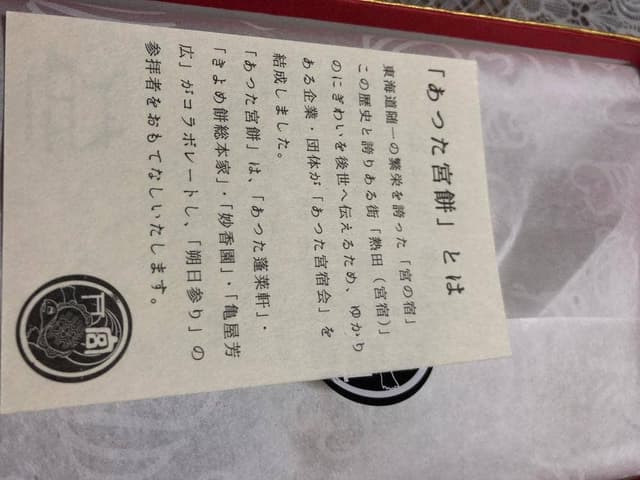 「あつた宮餅」とは
東海道随一の繁栄を誇った「宮の宿」
この歴史と誇りある街「熱田(宮宿)」
のにぎわいを後世へ伝えるため、ゆかり
ある企業・団体が「あつた宮宿会」を
結成しました。
「あつた宮餅」は、「あつた蓬莱軒」・
「きよめ餅総本家」・「妙香園」・「亀屋芳
広」がコラボレートし、「朔日参り」の
参拝者をおもてなしいたします。
宮